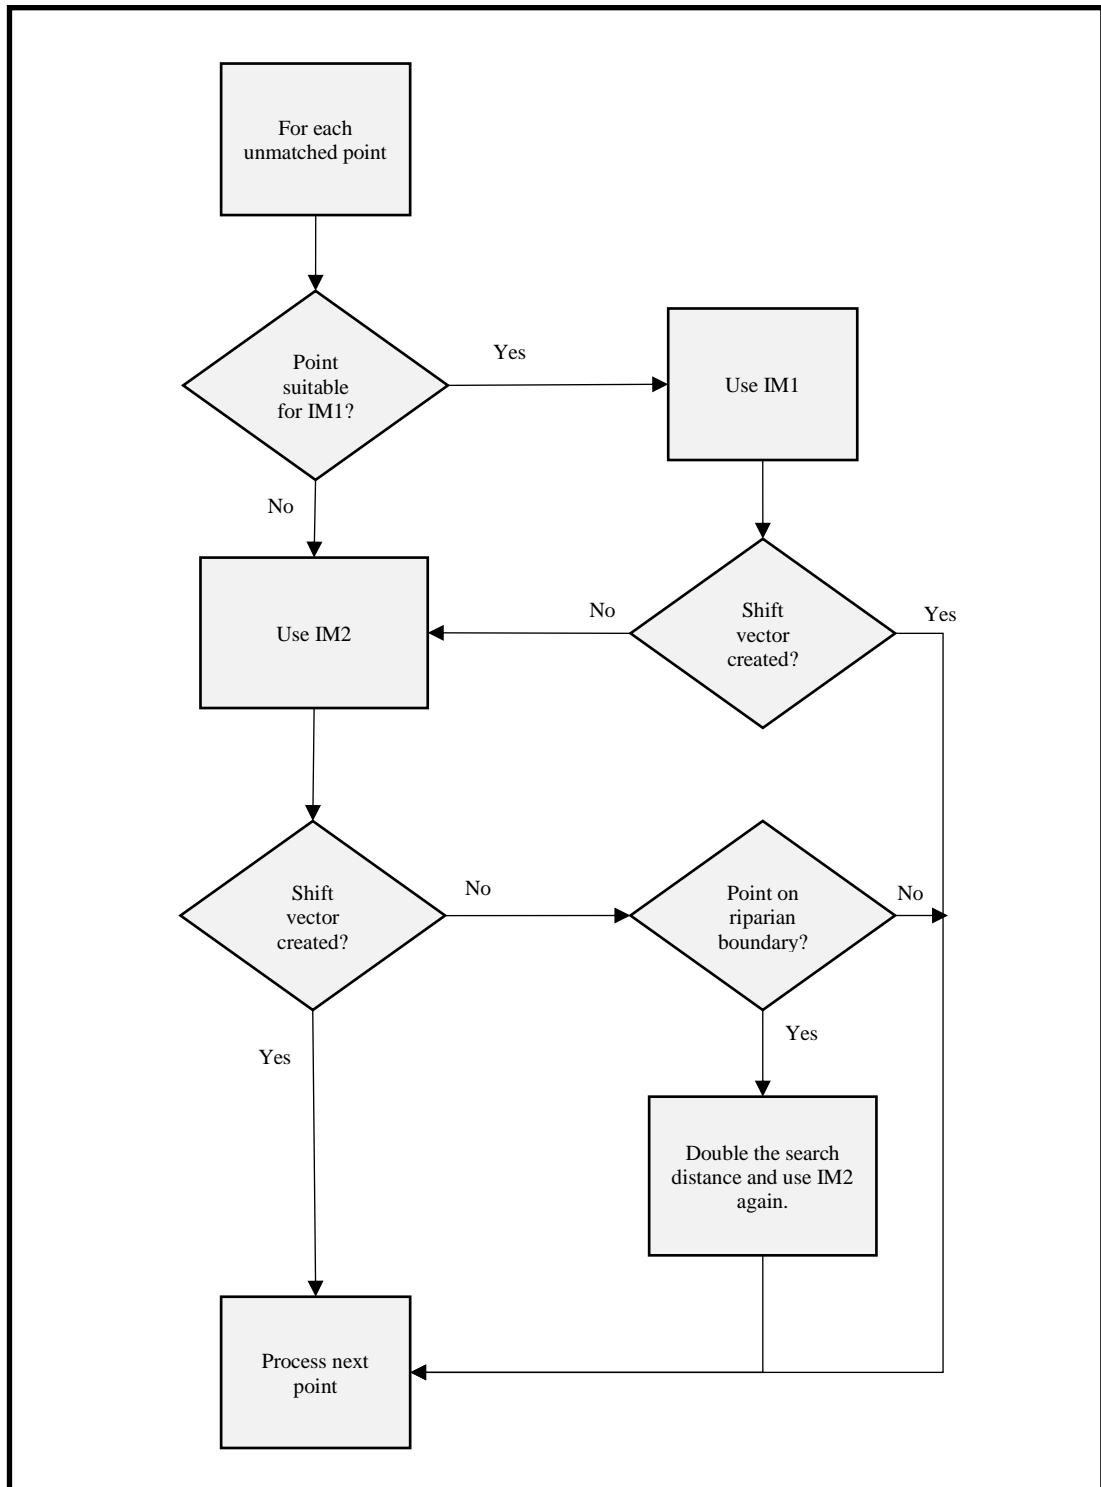 For each
unmatched point
Point
suitable
for IM1?
Yes
Use IM1
No
Use IM2
No
Shift
vector
created?
Yes
Shift
vector
created?
No
Point on
riparian
boundary?
No
Yes
Yes
Double the search
distance and use IM2
again.
Process next
point